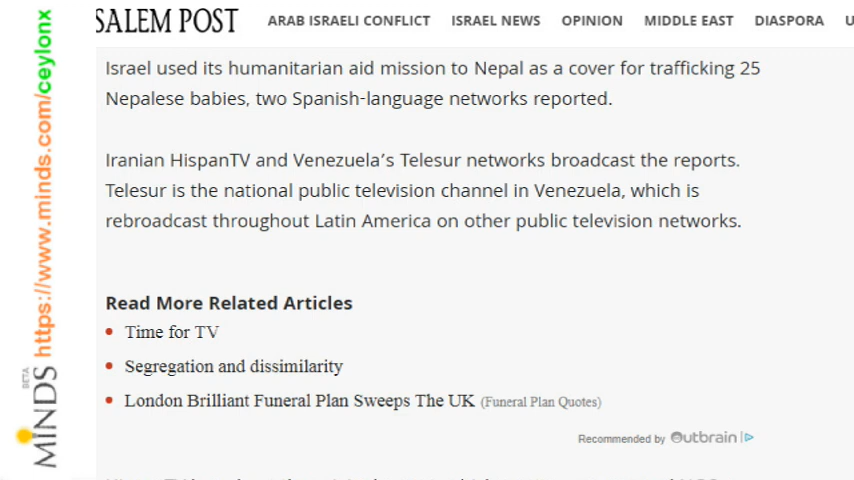 SALEM POST
ARAB ISRAELI CONFLICT ISRAEL NEWS OPINION MIDDLE EAST DIASPORA
Israel used its humanitarian aid mission to Nepal as a cover for trafficking 25
Nepalese babies, two Spanish-language networks reported.
Iranian HispanTV and Venezuela's Telesur networks broadcast the reports.
Telesur is the national public television channel in Venezuela, which is
rebroadcast throughout Latin America on other public television networks.
Read More Related Articles
Time for TV
Segregation and dissimilarity
London Brilliant Funeral Plan Sweeps The UK (Funeral Plan Quotes)
Recommended by Outbrain
MINDS BETA https://www.minds.com/ceylonx